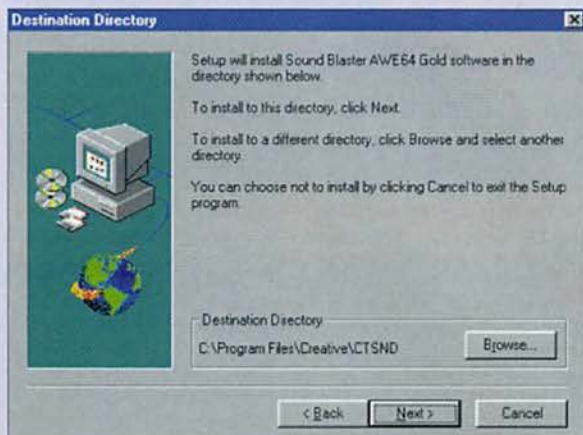 Destination Directory
Setup will install Sound Blaster AWE64 Gold software in the
directory shown below.
To install to this directory, click Next.
To install to a different directory, click Browse and select another
directory.
You can choose not to install by clicking Cancel to exit the Setup
program.
Destination Directory
C:\Program Files\Creative\CTSND
Browse...
< Back
Next >
Cancel